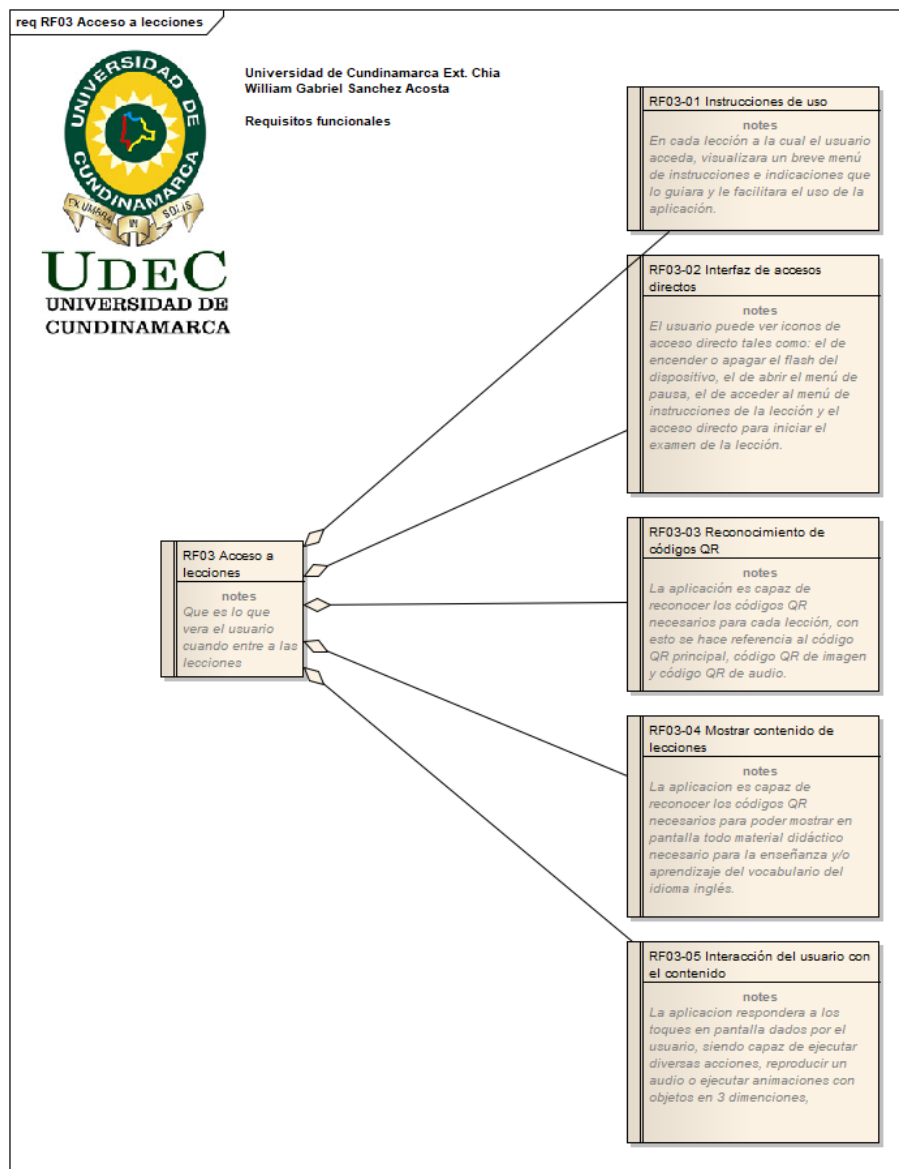 req RF03 Acceso a lecciones
UNIVERSIDAD DE
CUNDINAMARCA
EX UMBRA
IN
SOLIS
UDEC
UNIVERSIDAD DE
CUNDINAMARCA
Universidad de Cundinamarca Ext. Chia
William Gabriel Sanchez Acosta
Requisitos funcionales
RF03 Acceso a
lecciones
notes
Que es lo que
vera el usuario
cuando entre a las
lecciones
RF03-01 Instrucciones de uso
notes
En cada lección a la cual el usuario
acceda, visualizara un breve menú
de instrucciones e indicaciones que
lo guiara y le facilitara el uso de la
aplicación.
RF03-02 Interfaz de accesos
directos
notes
El usuario puede ver iconos de
acceso directo tales como: el de
encender o apagar el flash del
dispositivo, el de abrir el menú de
pausa, el de acceder al menú de
instrucciones de la lección y el
acceso directo para iniciar el
examen de la lección.
RF03-03 Reconocimiento de
códigos QR
notes
La aplicación es capaz de
reconocer los códigos QR
necesarios para cada lección, con
esto se hace referencia al código
QR principal, código QR de imagen
y código QR de audio.
RF03-04 Mostrar contenido de
lecciones
notes
La aplicacion es capaz de
reconocer los códigos QR
necesarios para poder mostrar en
pantalla todo material didáctico
necesario para la enseñanza y/o
aprendizaje del vocabulario del
idioma inglés.
RF03-05 Interacción del usuario con
el contenido
notes
La aplicacion respondera a los
toques en pantalla dados por el
usuario, siendo capaz de ejecutar
diversas acciones, reproducir un
audio o ejecutar animaciones con
objetos en 3 dimenciones,